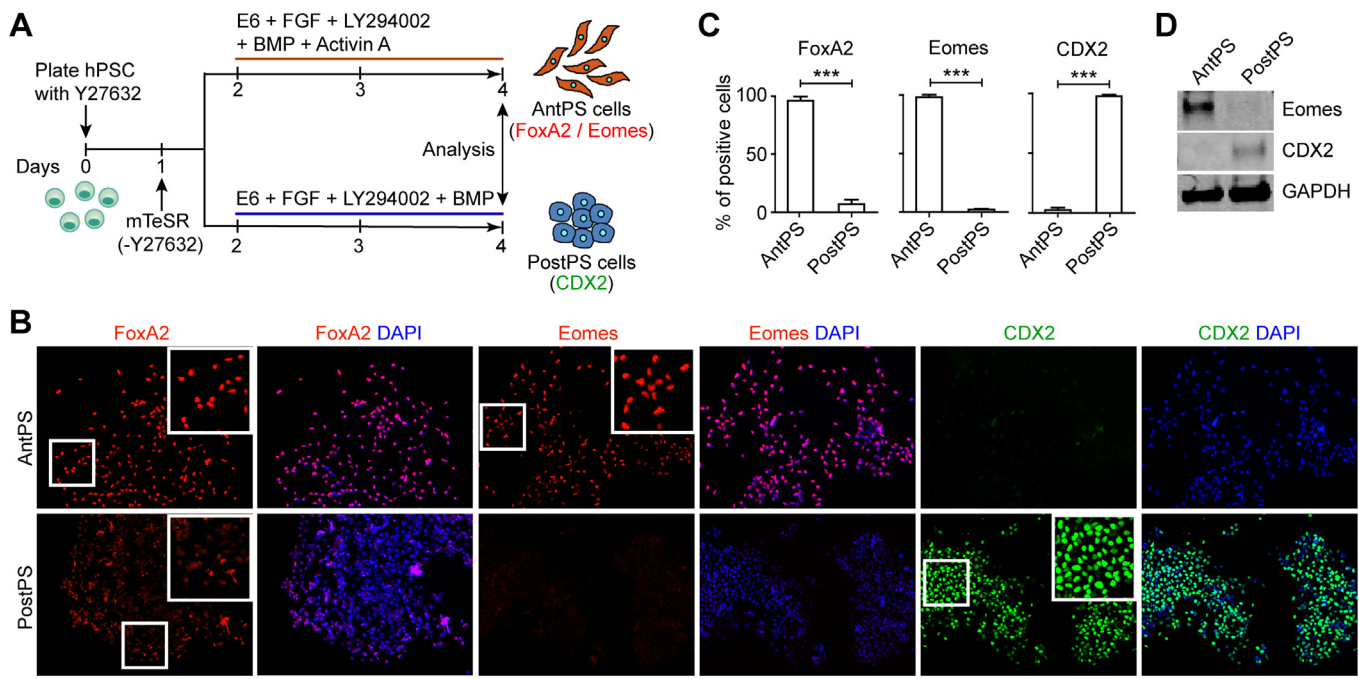 A
E6 + FGF + LY294002
+ BMP + Activin A
Plate hPSC
with Y27632
2 3 4
AntPS cells
(FoxA2 / Eomes)
Days 0 1
Analysis
mTeSR
(-Y27632)
E6 + FGF + LY294002 + BMP
2 3 4
PostPS cells
(CDX2)
C
FoxA2 Eomes CDX2
*** *** ***
% of positive cells
100
50
0
AntPS PostPS AntPS PostPS AntPS PostPS
D
AntPS PostPS
Eomes
CDX2
GAPDH
B
FoxA2 FoxA2 DAPI Eomes Eomes DAPI CDX2 CDX2 DAPI
AntPS
PostPS